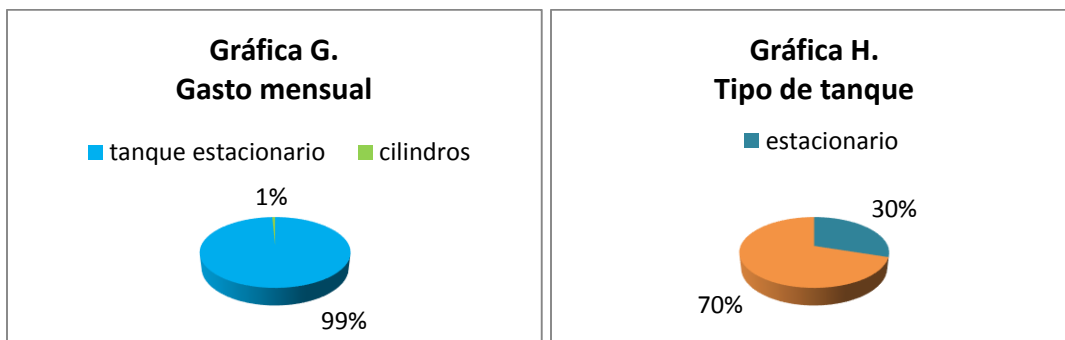 Gráfica G.
Gasto mensual
tanque estacionario cilindros
1%
99%
Gráfica H.
Tipo de tanque
estacionario
30%
70%